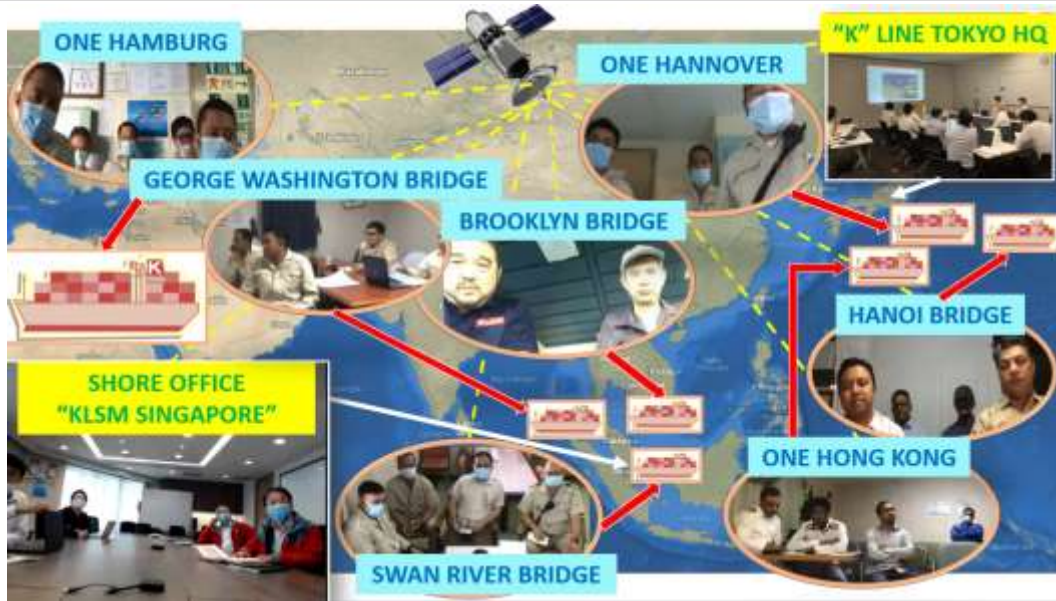 ONE HAMBURG
"K" LINE TOKYO HQ
ONE HANNOVER
GEORGE WASHINGTON BRIDGE
BROOKLYN BRIDGE
HANOI BRIDGE
SHORE OFFICE
"KLSM SINGAPORE"
ONE HONG KONG
SWAN RIVER BRIDGE
K